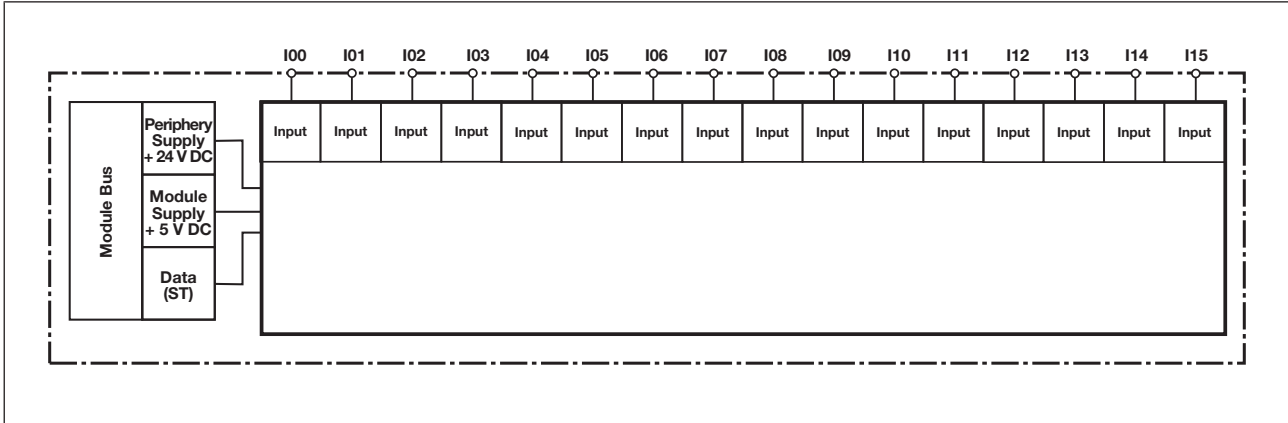 I00 I01 I02 I03 I04 I05 I06 I07 I08 I09 I10 I11 I12 I13 I14 I15
Module Bus
Periphery
Supply
+ 24 V DC
Module
Supply
+ 5 V DC
Data
(ST)
Input Input Input Input Input Input Input Input Input Input Input Input Input Input Input Input